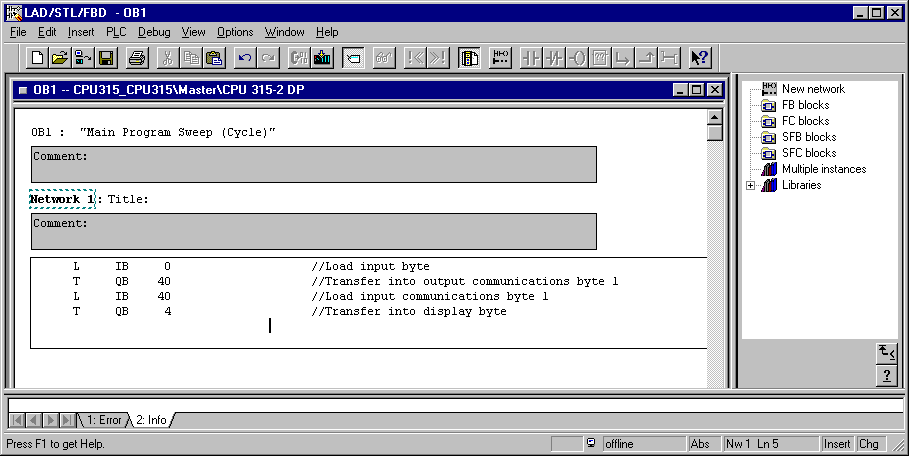 LAD/STL/FBD - OB1
File Edit Insert PLC Debug View Options Window Help
OB1 -- CPU315_CPU315\Master\CPU 315-2 DP
OB1 : "Main Program Sweep (Cycle)"
Comment:
Network 1: Title:
Comment:
L IB 0 //Load input byte
T QB 40 //Transfer into output communications byte 1
L IB 40 //Load input communications byte 1
T QB 4 //Transfer into display byte
New network
FB blocks
FC blocks
SFB blocks
SFC blocks
Multiple instances
Libraries
1: Error 2: Info
Press F1 to get Help. offline Abs Nw 1 Ln 5 Insert Chg